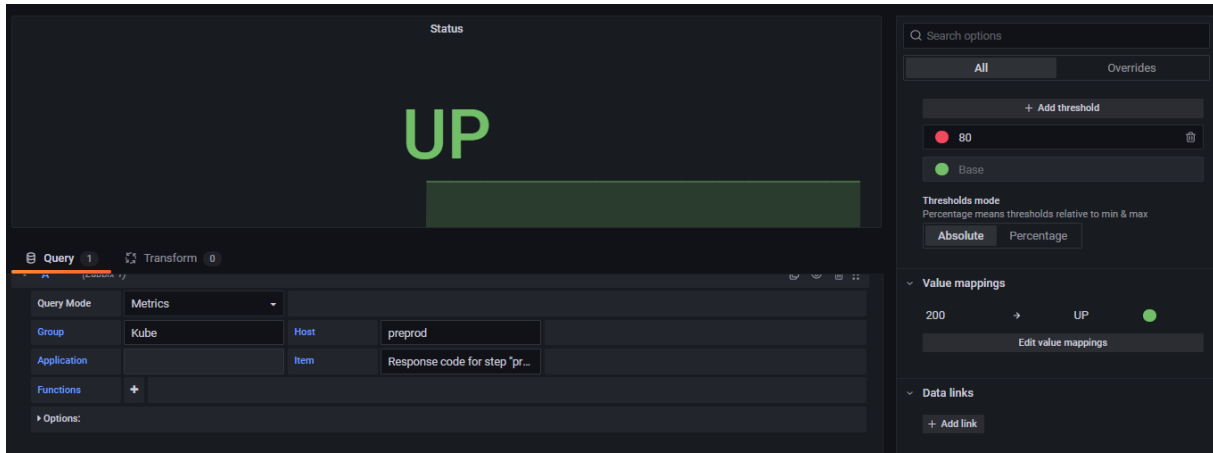 Status
UP
Query 1 Transform 0
A (Zabbix 1)
Query Mode Metrics
Group Kube Host preprod
Application Item Response code for step "pr...
Functions +
Options:
Search options
All Overrides
+ Add threshold
80
Base
Thresholds mode
Percentage means thresholds relative to min & max
Absolute Percentage
Value mappings
200 → UP
Edit value mappings
Data links
+ Add link